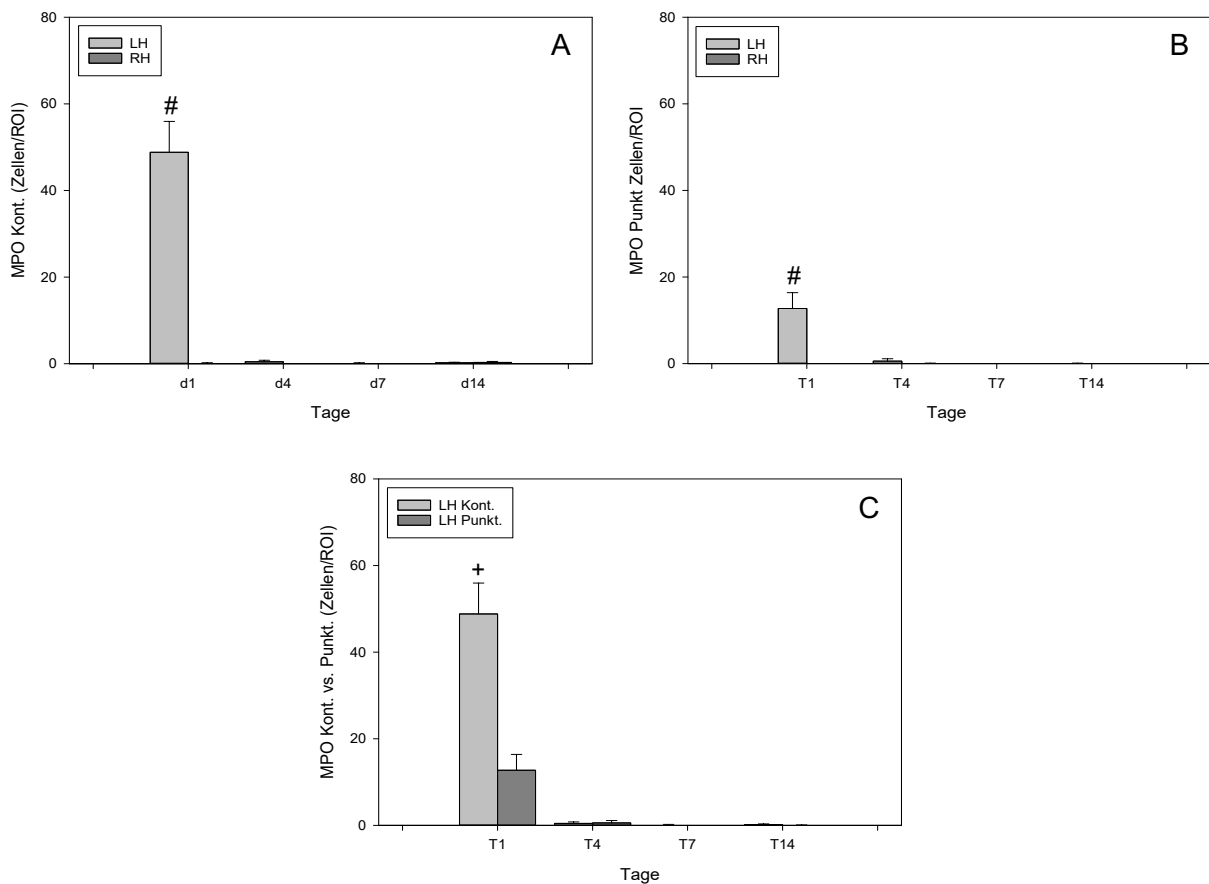 MPO Kont. (Zellen/ROI)
80
60
40
20
0
LH
RH
A
#
d1 d4 d7 d14
Tage
MPO Punkt Zellen/ROI
80
60
40
20
0
LH
RH
B
#
T1 T4 T7 T14
Tage
MPO Kont. vs. Punkt. (Zellen/ROI)
80
60
40
20
0
LH Kont.
LH Punkt.
C
+
T1 T4 T7 T14
Tage